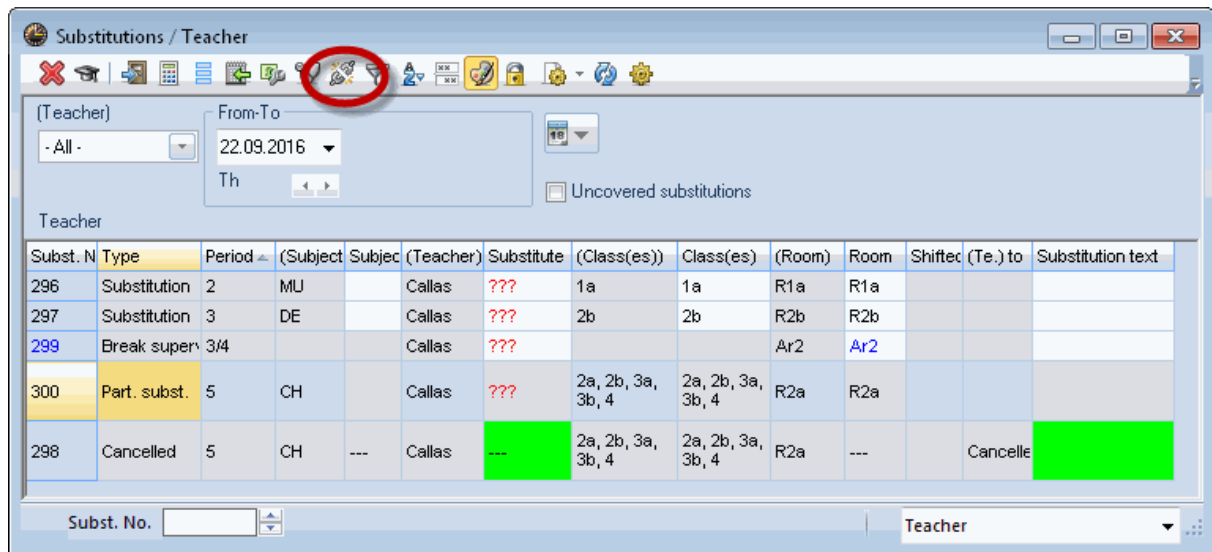 Substitutions / Teacher
(Teacher)
From-To
- All -
22.09.2016
18
Th
Uncovered substitutions
Teacher
Subst. N Type Period (Subject Subjec (Teacher) Substitute (Class(es)) Class(es) (Room) Room Shifted (Te.) to Substitution text
296 Substitution 2 MU Callas ??? 1a 1a R1a R1a
297 Substitution 3 DE Callas ??? 2b 2b R2b R2b
299 Break superv 3/4 Callas ??? Ar2 Ar2
300 Part. subst. 5 CH Callas ??? 2a, 2b, 3a, 3b, 4 2a, 2b, 3a, 3b, 4 R2a R2a
298 Cancelled 5 CH --- Callas --- 2a, 2b, 3a, 3b, 4 2a, 2b, 3a, 3b, 4 R2a --- Cancelle
Subst. No.
Teacher